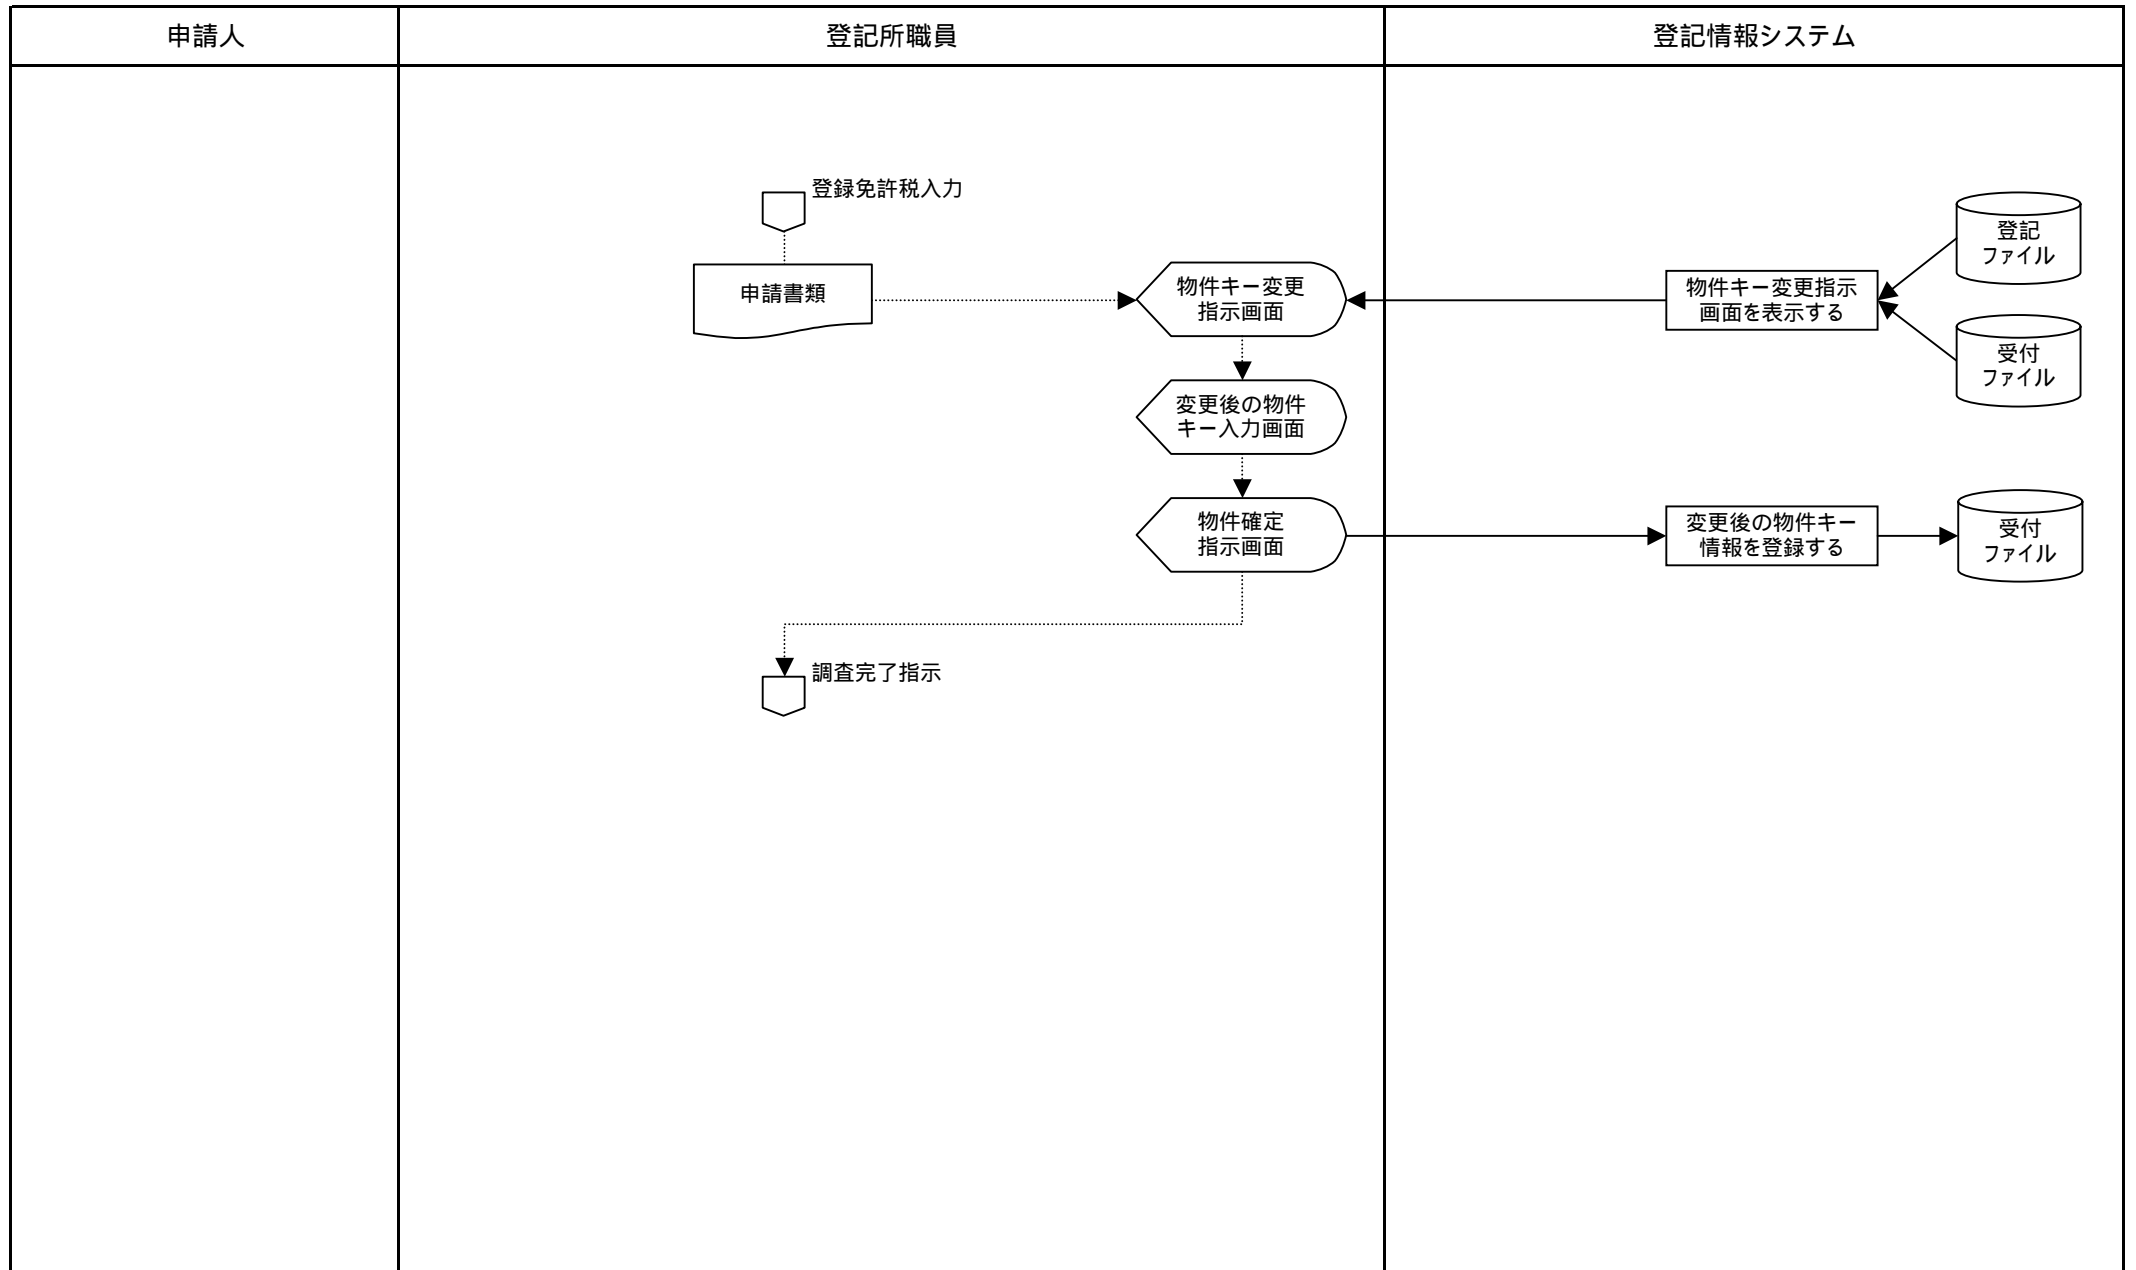 申請人
登記所職員
登記情報システム
登録免許税入力
申請書類
物件キー変更
指示画面
物件キー変更指示
画面を表示する
登記
ファイル
受付
ファイル
変更後の物件
キー入力画面
物件確定
指示画面
変更後の物件キー
情報を登録する
受付
ファイル
調査完了指示